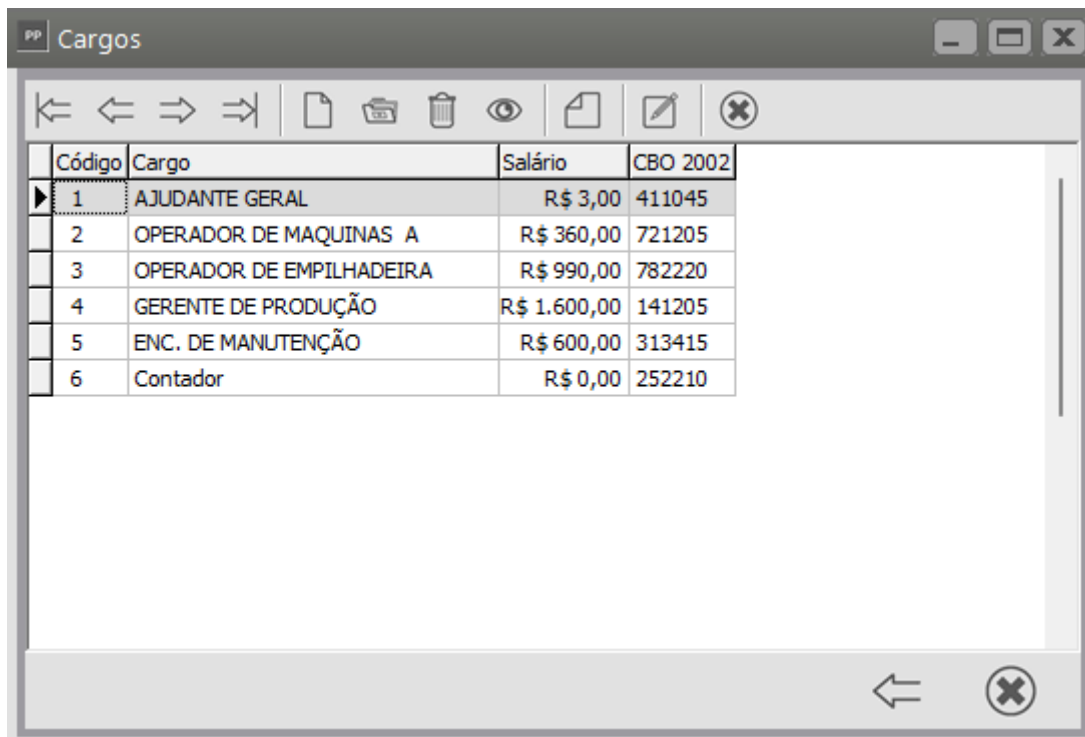 PP Cargos
Código Cargo Salário CBO 2002
1 AJUDANTE GERAL R$ 3,00 411045
2 OPERADOR DE MAQUINAS  A R$ 360,00 721205
3 OPERADOR DE EMPILHADEIRA R$ 990,00 782220
4 GERENTE DE PRODUÇÃO R$ 1.600,00 141205
5 ENC. DE MANUTENÇÃO R$ 600,00 313415
6 Contador R$ 0,00 252210